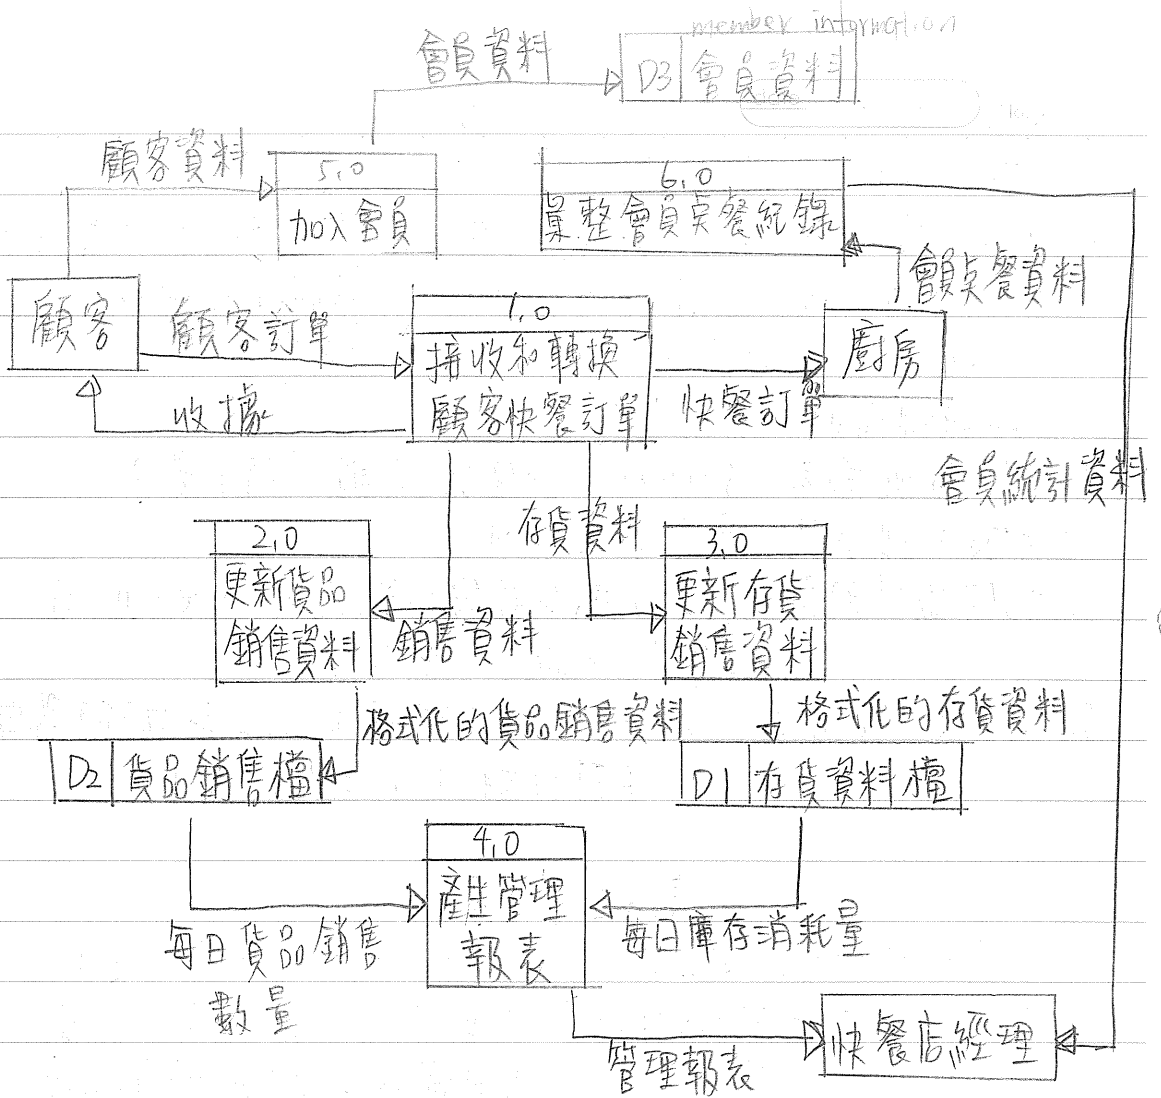 member information
會員資料
D3 會員資料
顧客資料
5.0
加入會員
6.0
彙整會員点餐紀錄
會員点餐資料
顧客
顧客訂單
1.0
接收和轉換
顧客快餐訂單
廚房
快餐訂單
收據
會員統計資料
存貨資料
2.0
更新貨品
銷售資料
銷售資料
3.0
更新存貨
銷售資料
格式化的貨品銷售資料
格式化的存貨資料
D2 貨品銷售檔
D1 存貨資料檔
4.0
產生管理
報表
每日貨品銷售
數量
每日庫存消耗量
管理報表
快餐店經理